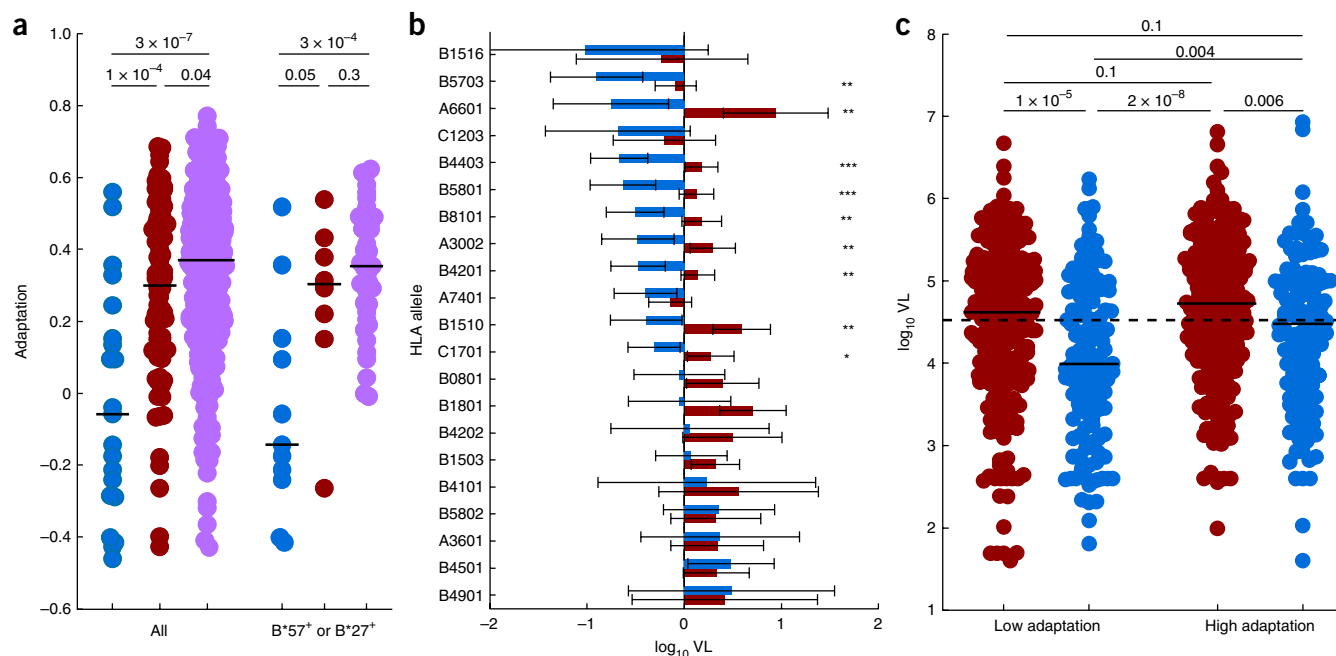 a
3 × 10⁻⁷
3 × 10⁻⁴
1 × 10⁻⁴
0.04
0.05
0.3
1.0
0.8
0.6
0.4
0.2
0
−0.2
−0.4
−0.6
Adaptation
All
B*57⁺ or B*27⁺
b
HLA allele
B1516
B5703
**
A6601
**
C1203
B4403
***
B5801
***
B8101
**
A3002
**
B4201
**
A7401
B1510
**
C1701
*
B0801
B1801
B4202
B1503
B4101
B5802
A3601
B4501
B4901
−2
−1
0
1
2
log₁₀ VL
c
0.1
0.004
0.1
1 × 10⁻⁵
2 × 10⁻⁸
0.006
8
7
6
5
4
3
2
1
log₁₀ VL
Low adaptation
High adaptation